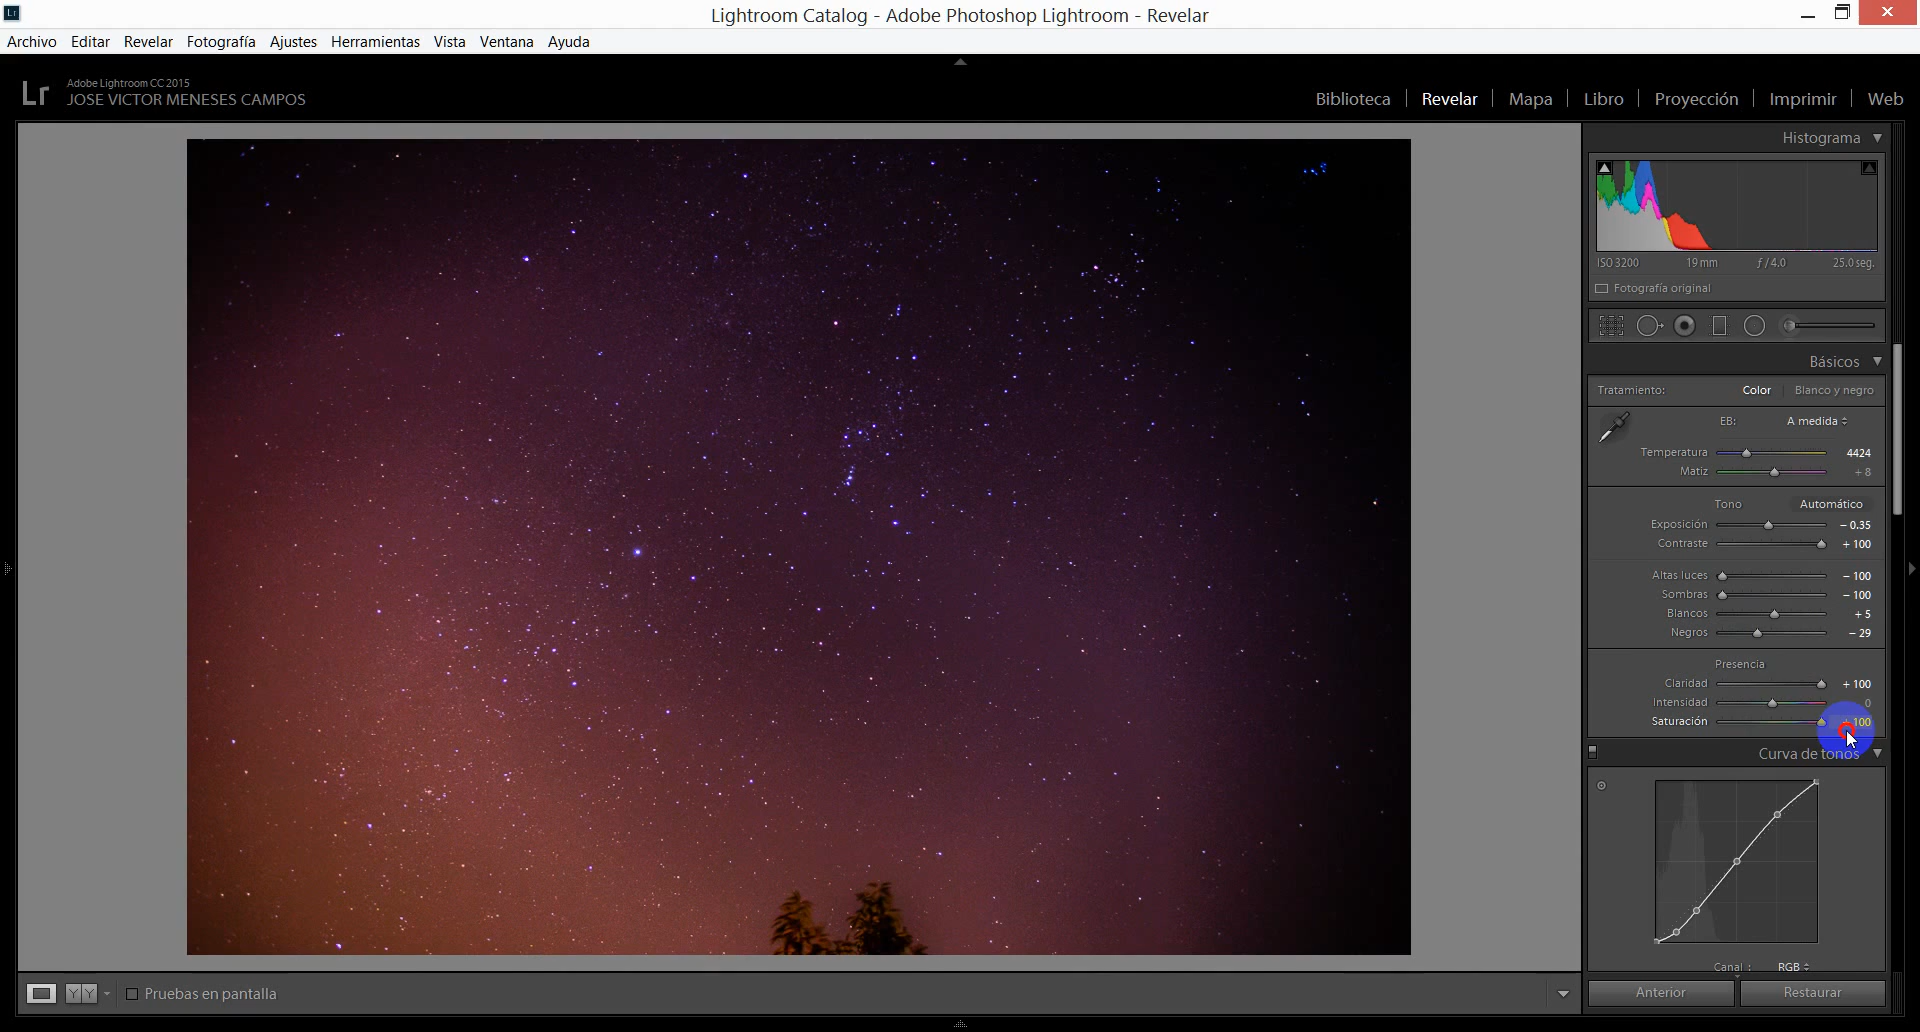 Lr
Lightroom Catalog - Adobe Photoshop Lightroom - Revelar
Archivo Editar Revelar Fotografía Ajustes Herramientas Vista Ventana Ayuda
Lr
Adobe Lightroom CC 2015
JOSE VICTOR MENESES CAMPOS
Biblioteca | Revelar | Mapa | Libro | Proyección | Imprimir | Web
Histograma
ISO 3200 19 mm f / 4.0 25.0 seg.
Fotografía original
Básicos
Tratamiento: Color Blanco y negro
EB: A medida
Temperatura 4424
Matiz + 8
Tono Automático
Exposición – 0.35
Contraste + 100
Altas luces – 100
Sombras – 100
Blancos + 5
Negros – 29
Presencia
Claridad + 100
Intensidad 0
Saturación + 100
Curva de tonos
Canal : RGB
Y Y Pruebas en pantalla
Anterior Restaurar